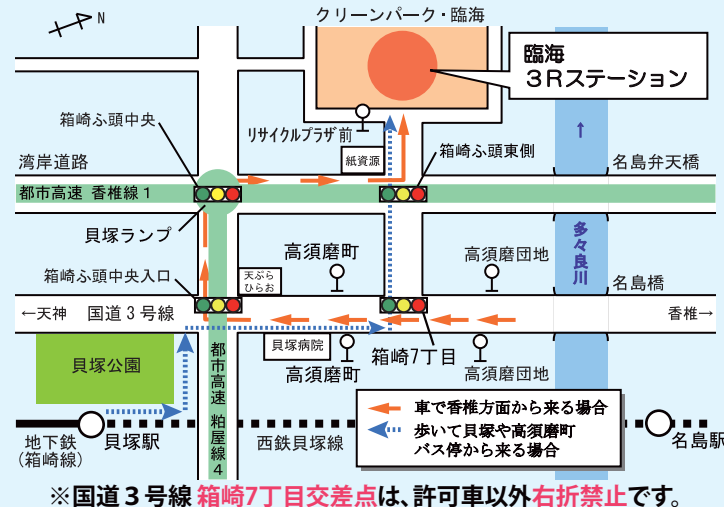 N
クリーンパーク・臨海
臨海
3Rステーション
箱崎ふ頭中央
リサイクルプラザ前
紙資源
箱崎ふ頭東側
湾岸道路
名島弁天橋
都市高速 香椎線1
貝塚ランプ
多々良川
高須磨町
高須磨団地
箱崎ふ頭中央入口
天ぷら
ひらお
名島橋
←天神
国道3号線
香椎→
貝塚病院
箱崎7丁目
貝塚公園
高須磨町
高須磨団地
都市高速 粕屋線4
車で香椎方面から来る場合
歩いて貝塚や高須磨町
バス停から来る場合
地下鉄
(箱崎線)
貝塚駅
西鉄貝塚線
名島駅
※国道3号線 箱崎7丁目交差点は、許可車以外右折禁止です。